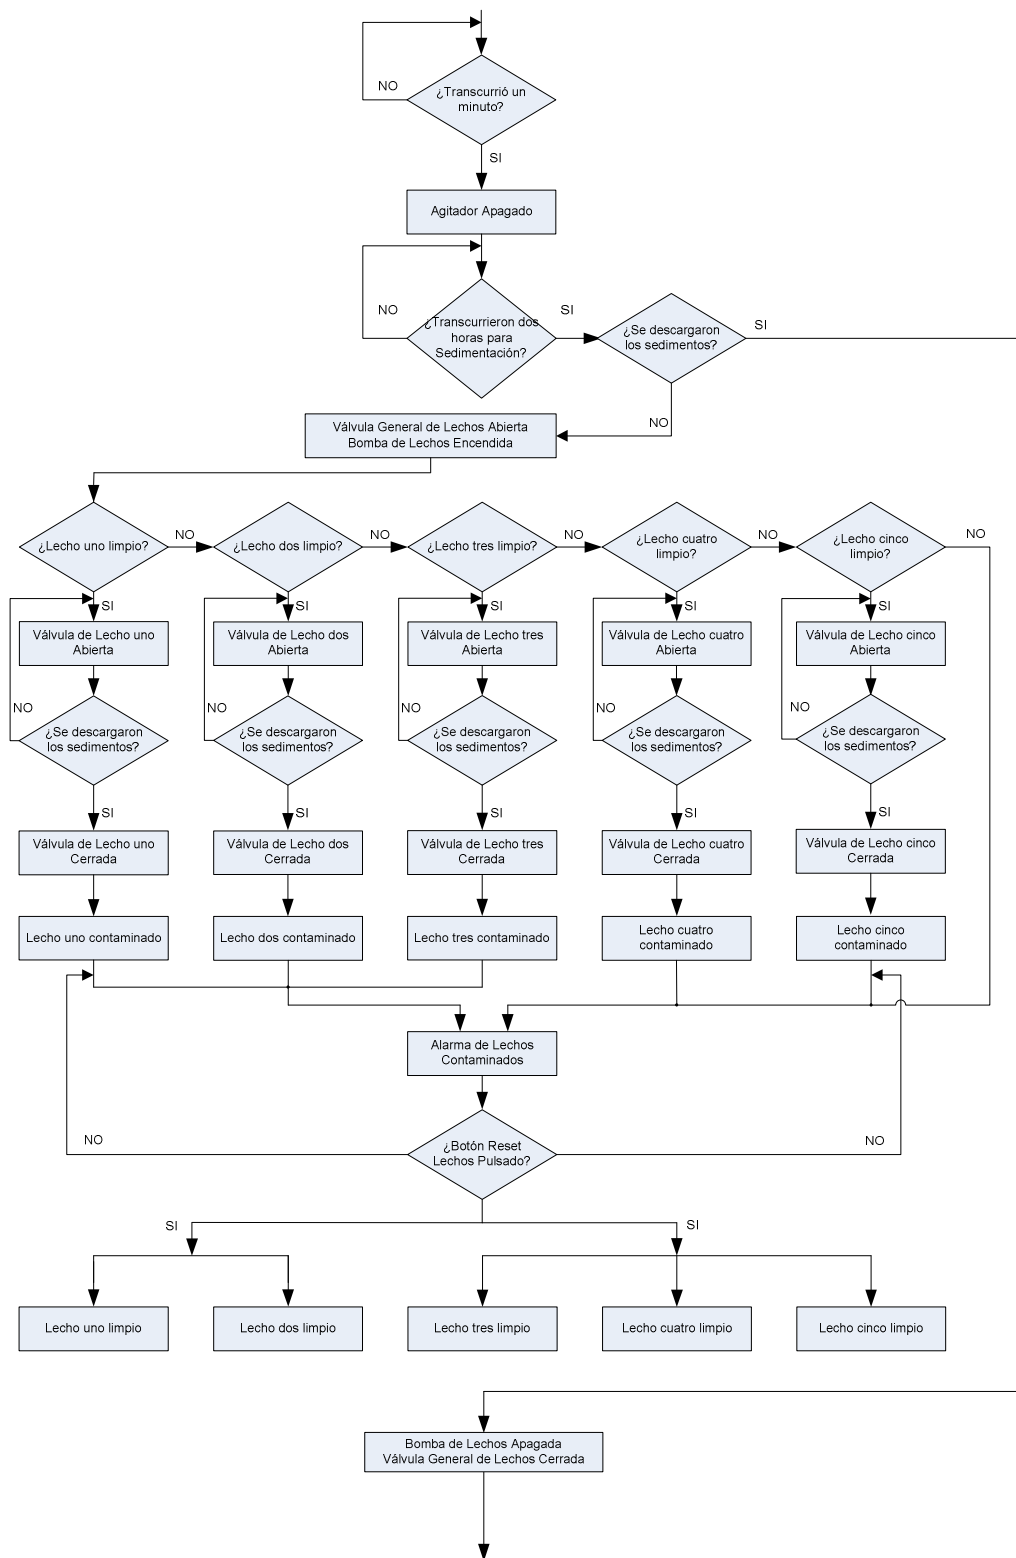 ¿Transcurrió un
minuto?
NO
SI
Agitador Apagado
NO
¿Transcurrieron dos
horas para
Sedimentación?
SI
¿Se descargaron
los sedimentos?
SI
NO
Válvula General de Lechos Abierta
Bomba de Lechos Encendida
¿Lecho uno limpio?
NO
¿Lecho dos limpio?
NO
¿Lecho tres limpio?
NO
¿Lecho cuatro
limpio?
NO
¿Lecho cinco
limpio?
NO
SI
SI
SI
SI
SI
Válvula de Lecho uno
Abierta
Válvula de Lecho dos
Abierta
Válvula de Lecho tres
Abierta
Válvula de Lecho cuatro
Abierta
Válvula de Lecho cinco
Abierta
NO
¿Se descargaron
los sedimentos?
NO
¿Se descargaron
los sedimentos?
NO
¿Se descargaron
los sedimentos?
NO
¿Se descargaron
los sedimentos?
NO
¿Se descargaron
los sedimentos?
SI
SI
SI
SI
SI
Válvula de Lecho uno
Cerrada
Válvula de Lecho dos
Cerrada
Válvula de Lecho tres
Cerrada
Válvula de Lecho cuatro
Cerrada
Válvula de Lecho cinco
Cerrada
Lecho uno contaminado
Lecho dos contaminado
Lecho tres contaminado
Lecho cuatro
contaminado
Lecho cinco
contaminado
Alarma de Lechos
Contaminados
NO
¿Botón Reset
Lechos Pulsado?
NO
SI
SI
Lecho uno limpio
Lecho dos limpio
Lecho tres limpio
Lecho cuatro limpio
Lecho cinco limpio
Bomba de Lechos Apagada
Válvula General de Lechos Cerrada